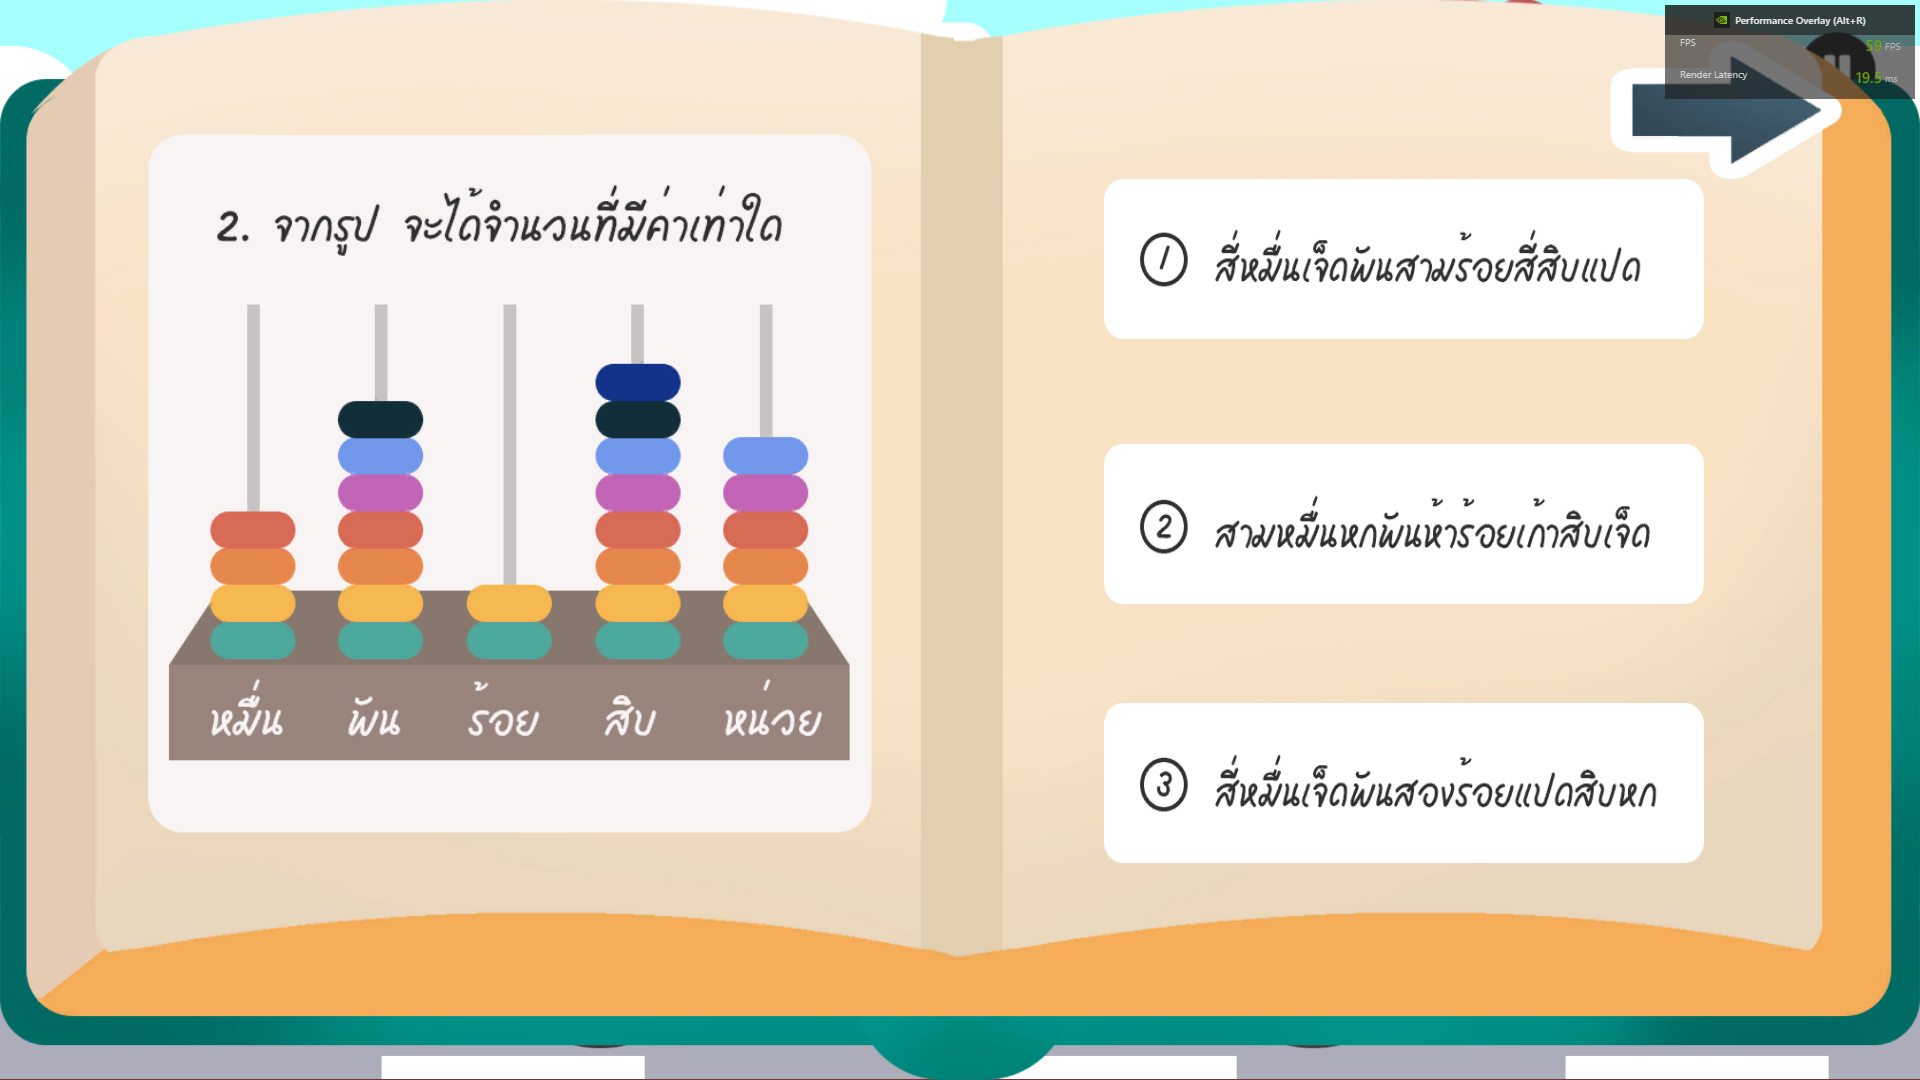 Performance Overlay (Alt+R)
FPS
59 FPS
Render Latency
19.5 ms
2. จากรูป จะได้จำนวนที่มีค่าเท่าใด
หมื่น พัน ร้อย สิบ หน่วย
1 สี่หมื่นเจ็ดพันสามร้อยสี่สิบแปด
2 สามหมื่นหกพันห้าร้อยเก้าสิบเจ็ด
3 สี่หมื่นเจ็ดพันสองร้อยแปดสิบหก